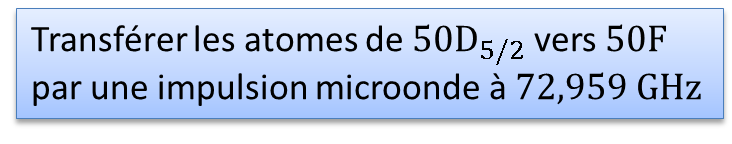 Transférer les atomes de 50D₅/₂ vers 50F
par une impulsion microonde à 72,959 GHz